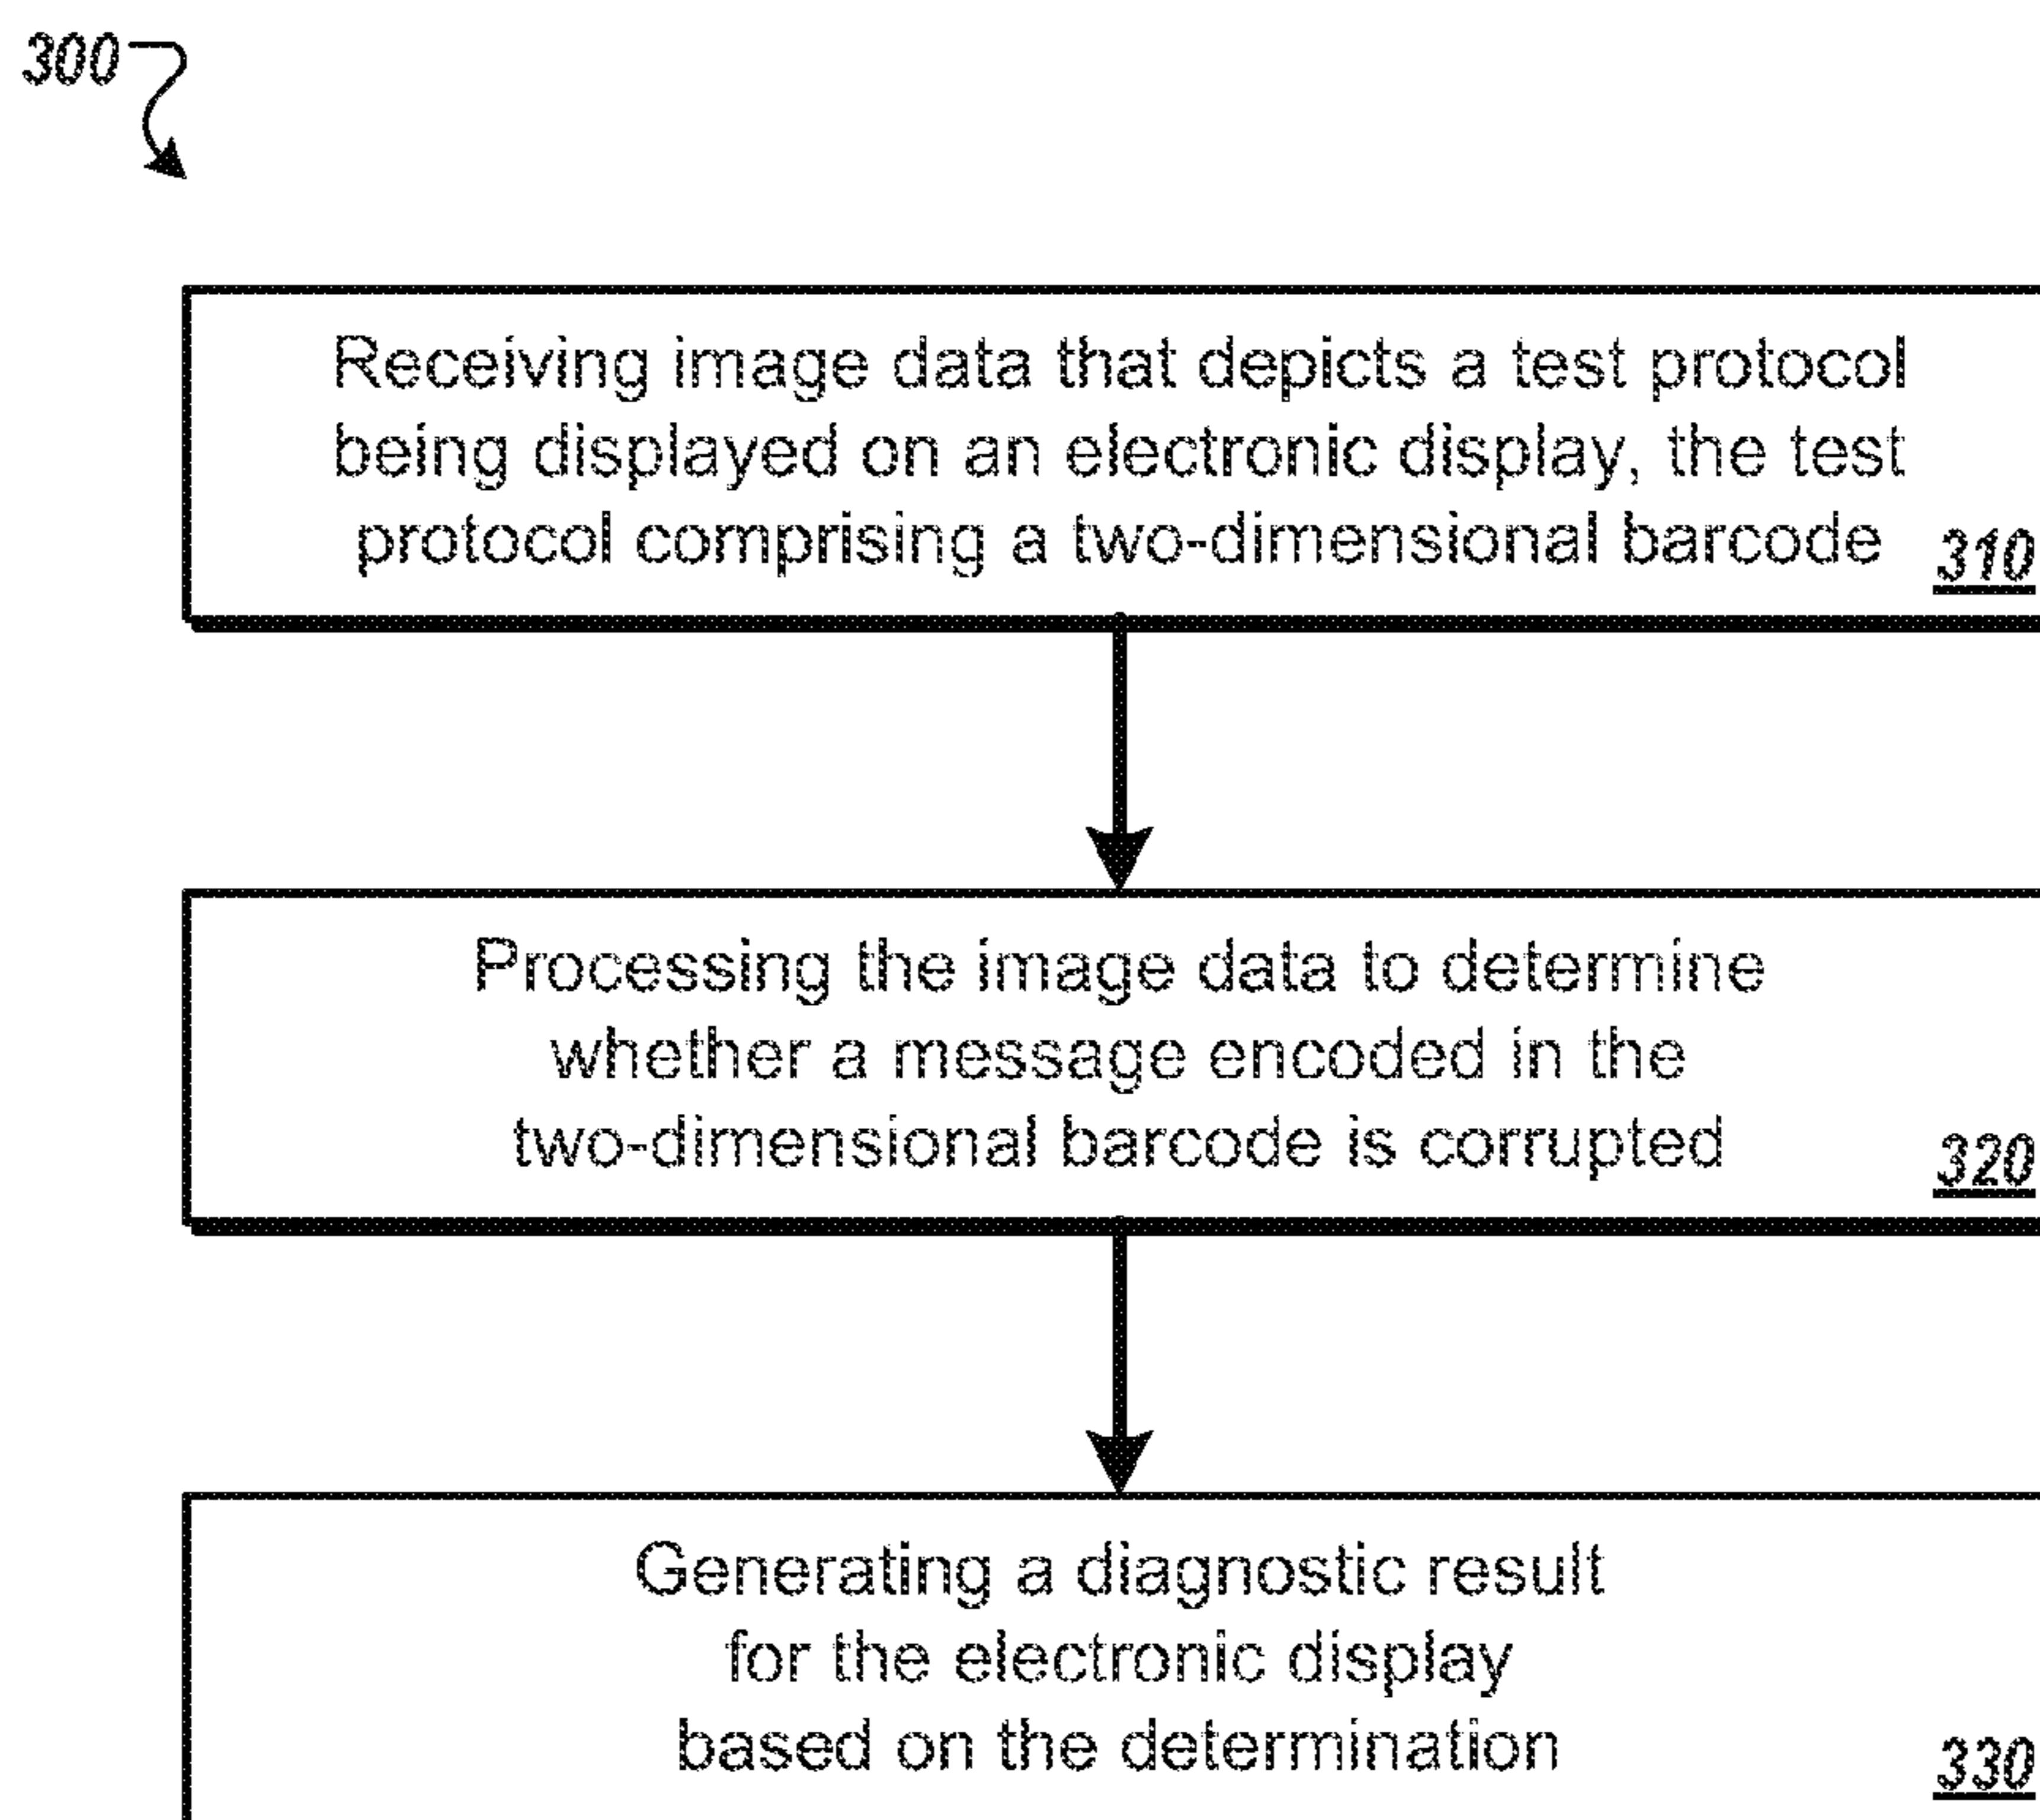 300
Receiving image data that depicts a test protocol
being displayed on an electronic display, the test
protocol comprising a two-dimensional barcode
310
Processing the image data to determine
whether a message encoded in the
two-dimensional barcode is corrupted
320
Generating a diagnostic result
for the electronic display
based on the determination
330